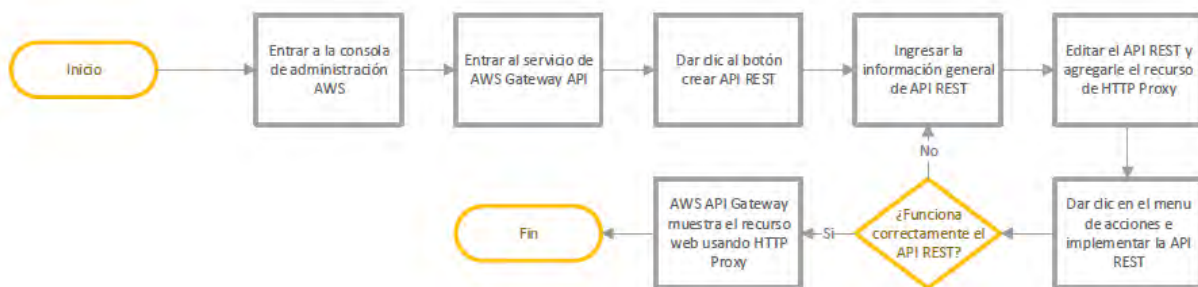 Inicio
Entrar a la consola
de administración
AWS
Entrar al servicio de
AWS Gateway API
Dar clic al botón
crear API REST
Ingresar la
información general
de API REST
Editar el API REST y
agregarle el recurso
de HTTP Proxy
Dar clic en el menu
de acciones e
implementar la API
REST
¿Funciona
correctamente el
API REST?
No
Si
AWS API Gateway
muestra el recurso
web usando HTTP
Proxy
Fin